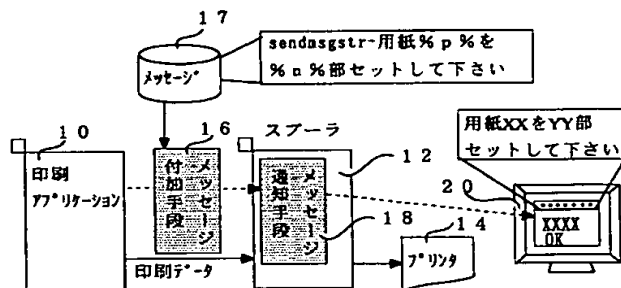 17
sendmsgstr-用紙%p%を
%n%部セットして下さい
メッセージ
10
16
スプーラ
用紙XXをYY部
セットして下さい
印刷
アプリケーション
メッセージ
付加手段
メッセージ
通知手段
12
20
18
14
XXXX
OK
印刷データ
プリンタ